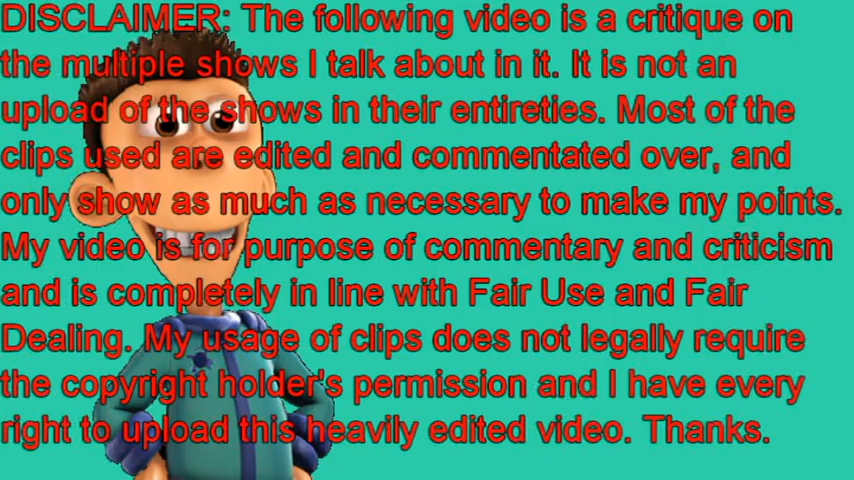 DISCLAIMER: The following video is a critique on
the multiple shows I talk about in it. It is not an
upload of the shows in their entireties. Most of the
clips used are edited and commentated over, and
only show as much as necessary to make my points.
My video is for purpose of commentary and criticism
and is completely in line with Fair Use and Fair
Dealing. My usage of clips does not legally require
the copyright holder's permission and I have every
right to upload this heavily edited video. Thanks.